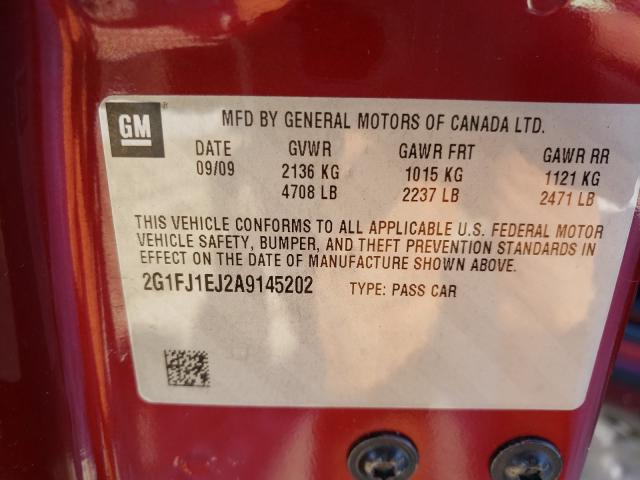 GM ®
MFD BY GENERAL MOTORS OF CANADA LTD.
DATE GVWR GAWR FRT GAWR RR
09/09 2136 KG 1015 KG 1121 KG
4708 LB 2237 LB 2471 LB
THIS VEHICLE CONFORMS TO ALL APPLICABLE U.S. FEDERAL MOTOR
VEHICLE SAFETY, BUMPER, AND THEFT PREVENTION STANDARDS IN
EFFECT ON THE DATE OF MANUFACTURE SHOWN ABOVE.
2G1FJ1EJ2A9145202 TYPE: PASS CAR